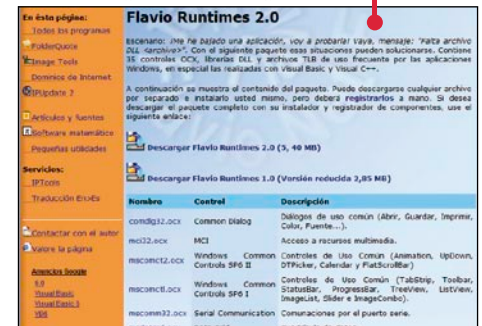 En ésta página:
Todos los programas
FolderQuote
Image Tools
Dominios de Internet
IPUpdate 2
Artículos y fuentes
Software matemático
Pequeñas utilidades
Servicios:
IPTools
Traducción
Contactar con el autor
Valore la página
Anuncios Google
Visual Basic
Visual Basic
VB6
Flavio Runtimes 2.0
Escenario: ¡Me he bajado una aplicación, voy a probarla! Vaya, mensaje: "Falta archivo
DLL <archivo>". Con el siguiente paquete esas situaciones pueden solucionarse. Contiene
35 controles OCX, librerías DLL y archivos TLB de uso frecuente por las aplicaciones
Windows, en especial las realizadas con Visual Basic y Visual C++.
A continuación se muestra el contenido del paquete. Puede descargarse cualquier archivo
por separado e instalarlo usted mismo, pero deberá registrarlos a mano. Si desea
descargar el paquete completo con su instalador y registrador de componentes, use el
siguiente enlace:
Descargar Flavio Runtimes 2.0 (5, 40 MB)
Descargar Flavio Runtimes 1.0 (Versión reducida 2,85 MB)
Nombre Control Descripción
comdlg32.ocx Common Dialog Diálogos de uso común (Abrir, Guardar, Imprimir,
Color, Fuente...).
mci32.ocx MCI Acceso a recursos multimedia.
mscomct2.ocx Windows Common Controls SP6 II Controles de Uso Común (Animation, UpDown,
DTPicker, Calendar y FlatScrollBar)
mscomctl.ocx Windows Common Controls SP6 I Controles de Uso Común (TabStrip, Toolbar,
StatusBar, ProgressBar, TreeView, ListView,
ImageList, Slider e ImageCombo).
mscomm32.ocx Serial Communication Comunicaciones por el puerto serie.